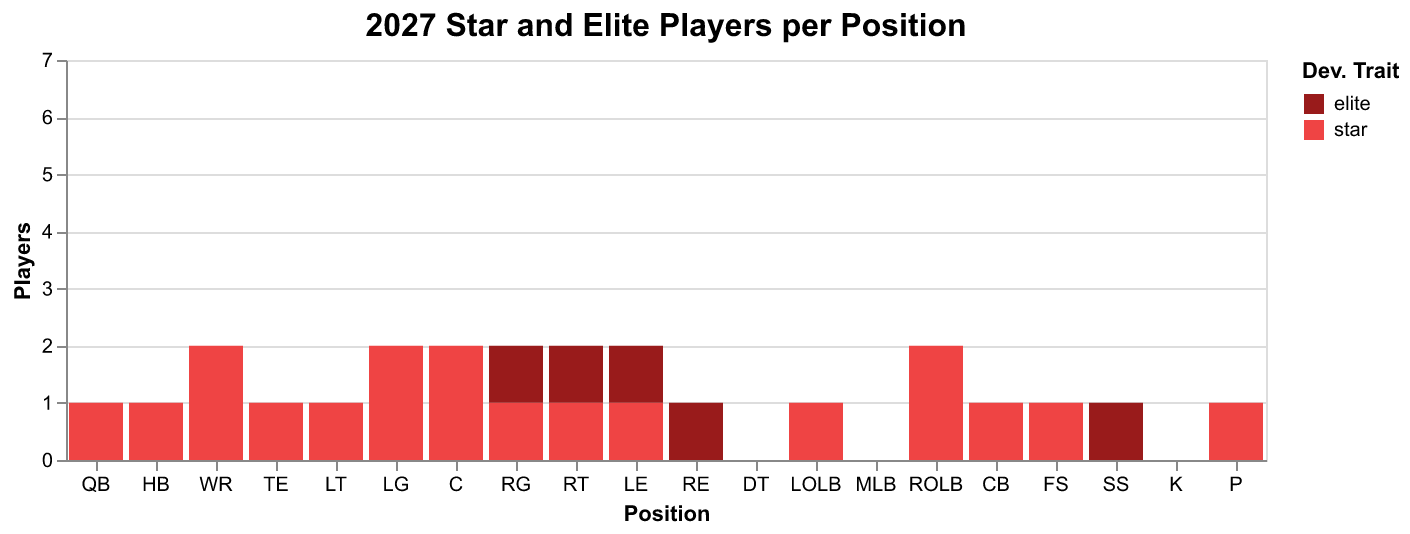 2027 Star and Elite Players per Position
7
6
5
4
3
2
1
0
Players
QB HB WR TE LT LG C RG RT LE RE DT LOLB MLB ROLB CB FS SS K P
Position
Dev. Trait
elite
star